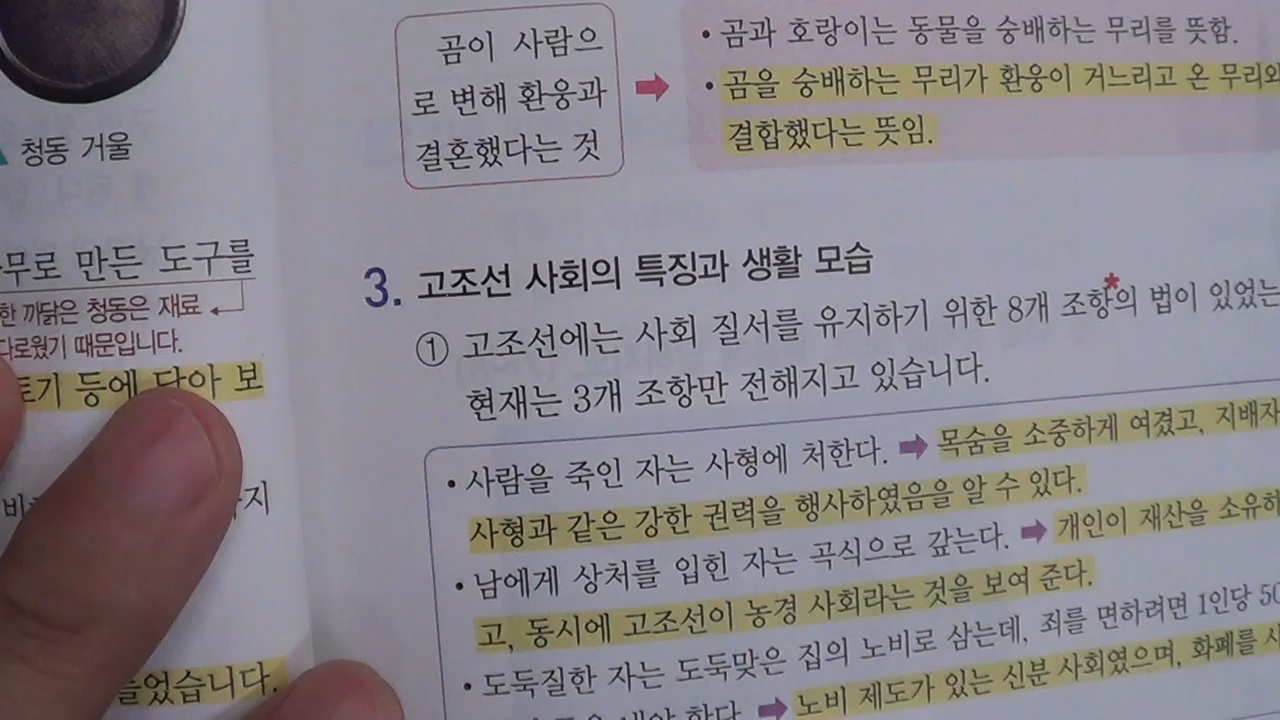 청동 거울
무로 만든 도구를
한 까닭은 청동은 재료
다로웠기 때문입니다.
토기 등에 담아 보
들었습니다.
곰이 사람으
로 변해 환웅과
결혼했다는 것
• 곰과 호랑이는 동물을 숭배하는 무리를 뜻함.
• 곰을 숭배하는 무리가 환웅이 거느리고 온 무리와
결합했다는 뜻임.
3. 고조선 사회의 특징과 생활 모습
① 고조선에는 사회 질서를 유지하기 위한 8개 조항*의 법이 있었는
현재는 3개 조항만 전해지고 있습니다.
• 사람을 죽인 자는 사형에 처한다. ➡ 목숨을 소중하게 여겼고, 지배자
사형과 같은 강한 권력을 행사하였음을 알 수 있다.
• 남에게 상처를 입힌 자는 곡식으로 갚는다. ➡ 개인이 재산을 소유하
고, 동시에 고조선이 농경 사회라는 것을 보여 준다.
• 도둑질한 자는 도둑맞은 집의 노비로 삼는데, 죄를 면하려면 1인당 50
한다. ➡ 노비 제도가 있는 신분 사회였으며, 화폐를 사